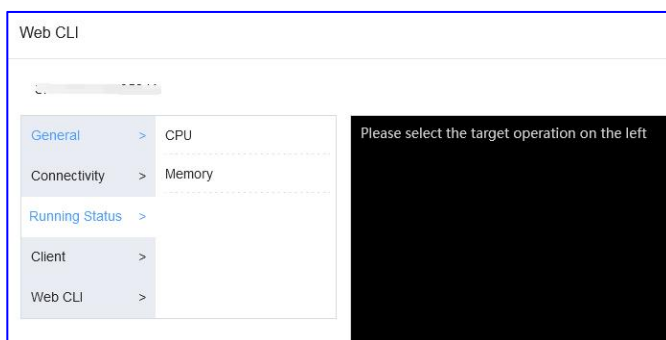 Web CLI
General >
CPU
Please select the target operation on the left
Connectivity >
Memory
Running Status >
Client >
Web CLI >